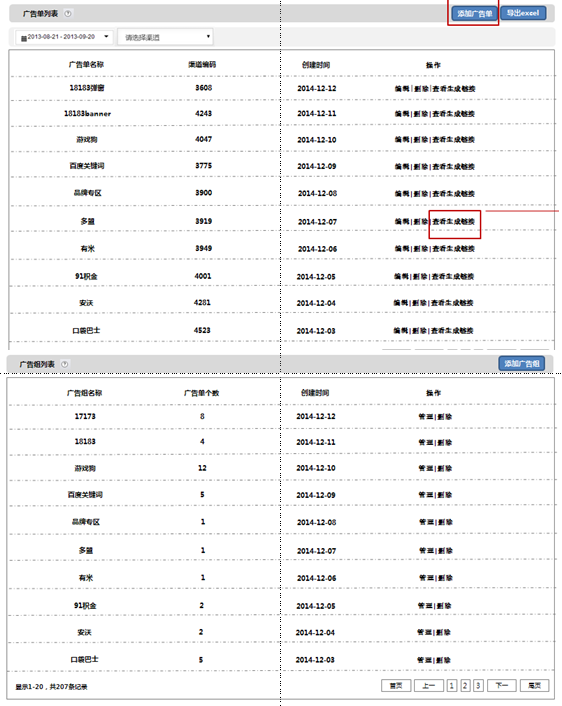 广告单列表 ? 添加广告单 导出execl
2013-08-21 - 2013-09-20 请选择渠道
广告单名称 渠道编码 创建时间 操作
18183弹窗 3608 2014-12-12 编辑|删除|查看生成链接
18183banner 4243 2014-12-11 编辑|删除|查看生成链接
游戏狗 4047 2014-12-10 编辑|删除|查看生成链接
百度关键词 3775 2014-12-09 编辑|删除|查看生成链接
品牌专区 3900 2014-12-08 编辑|删除|查看生成链接
多盟 3919 2014-12-07 编辑|删除|查看生成链接
有米 3949 2014-12-06 编辑|删除|查看生成链接
91积金 4001 2014-12-05 编辑|删除|查看生成链接
安沃 4281 2014-12-04 编辑|删除|查看生成链接
口袋巴士 4523 2014-12-03 编辑|删除|查看生成链接
广告组列表 ? 添加广告组
广告组名称 广告单个数 创建时间 操作
17173 8 2014-12-12 管理|删除
18183 4 2014-12-11 管理|删除
游戏狗 12 2014-12-10 管理|删除
百度关键词 5 2014-12-09 管理|删除
品牌专区 1 2014-12-08 管理|删除
多盟 1 2014-12-07 管理|删除
有米 1 2014-12-06 管理|删除
91积金 2 2014-12-05 管理|删除
安沃 2 2014-12-04 管理|删除
口袋巴士 5 2014-12-03 管理|删除
显示1-20，共207条记录 首页 上一 1 2 3 下一 尾页